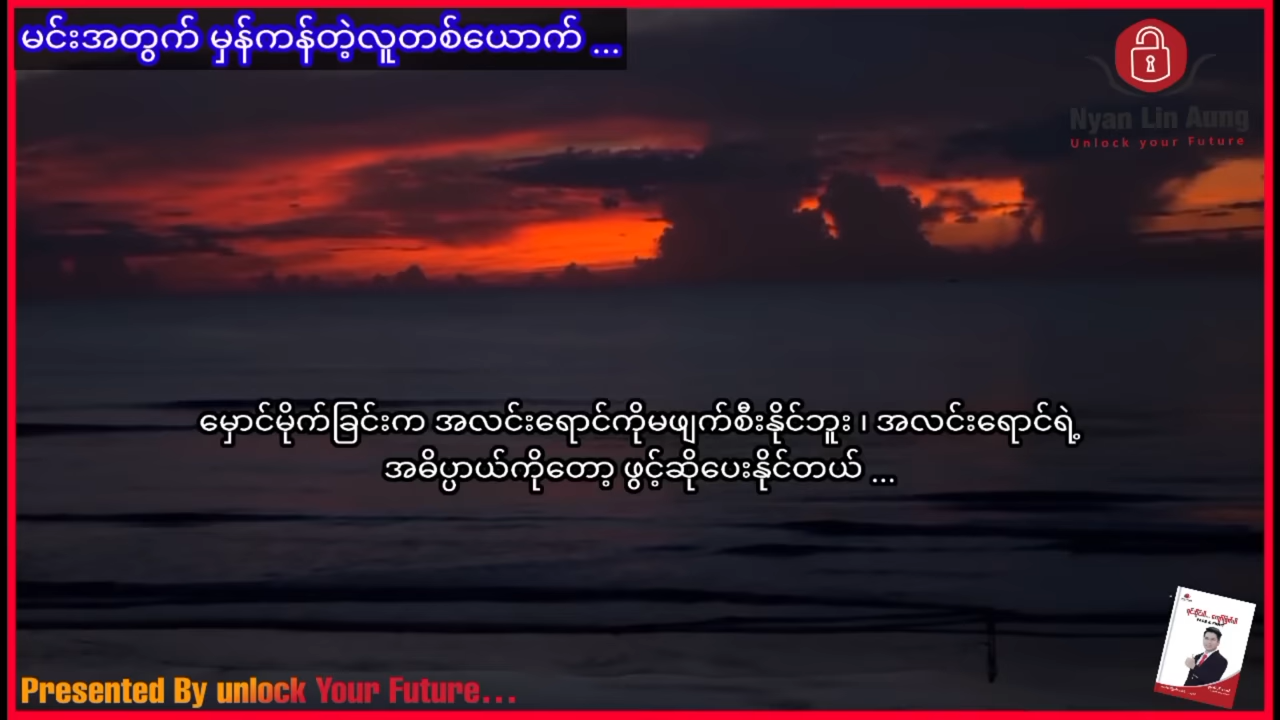 မင်းအတွက် မှန်ကန်တဲ့လူတစ်ယောက် ...
Nyan Lin Aung
Unlock your Future
မှောင်မိုက်ခြင်းက အလင်းရောင်ကိုမဖျက်စီးနိုင်ဘူး ၊ အလင်းရောင်ရဲ့
အဓိပ္ပာယ်ကိုတော့ ဖွင့်ဆိုပေးနိုင်တယ် ...
Presented By unlock Your Future...